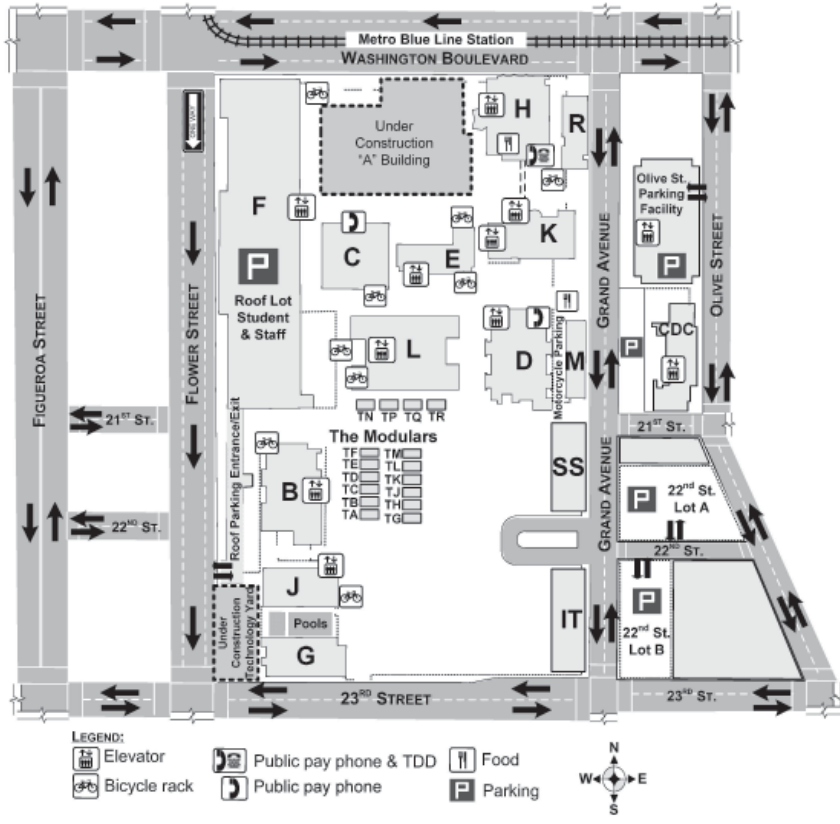 Metro Blue Line Station
WASHINGTON BOULEVARD
ONE WAY
Under
Construction
"A" Building
H
R
F
P
Roof Lot
Student
& Staff
C
E
K
L
D
M
Motorcycle Parking
Olive St.
Parking
Facility
P
CDC
P
FIGUEROA STREET
FLOWER STREET
GRAND AVENUE
OLIVE STREET
TN TP TQ TR
The Modulars
TF TM
TE TL
TD TK
TC TJ
TB TH
TA TG
21ST ST.
22ND ST.
Roof Parking Entrance/Exit
B
SS
GRAND AVENUE
21ST ST.
P
22nd St.
Lot A
22ND ST.
P
22nd St.
Lot B
J
Pools
G
IT
Under
Construction
Technology Yard
23RD STREET
23RD ST.
LEGEND:
Elevator
Bicycle rack
Public pay phone & TDD
Public pay phone
Food
P Parking
N
W E
S